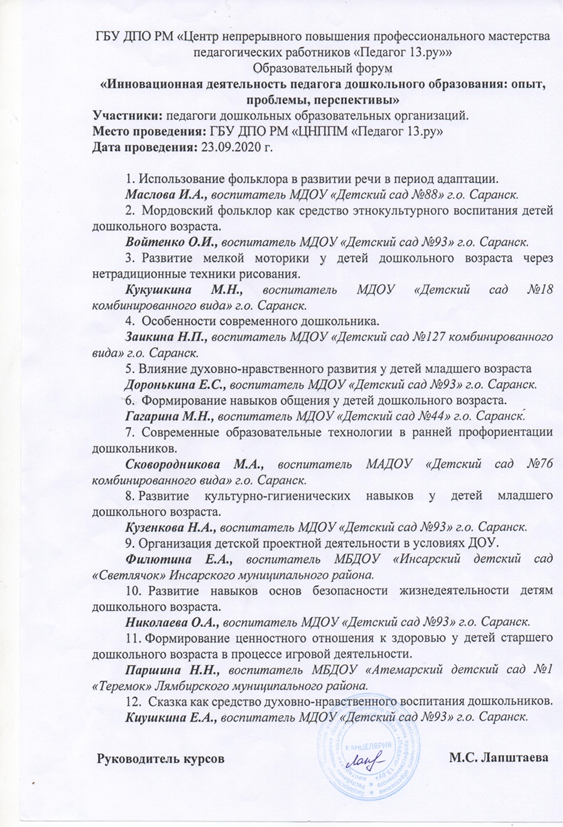 ГБУ ДПО РМ «Центр непрерывного повышения профессионального мастерства
педагогических работников «Педагог 13.ру»»
Образовательный форум
«Инновационная деятельность педагога дошкольного образования: опыт,
проблемы, перспективы»
Участники: педагоги дошкольных образовательных организаций.
Место проведения: ГБУ ДПО РМ «ЦНППМ «Педагог 13.ру»
Дата проведения: 23.09.2020 г.
1. Использование фольклора в развитии речи в период адаптации.
Маслова И.А., воспитатель МДОУ «Детский сад №88» г.о. Саранск.
2. Мордовский фольклор как средство этнокультурного воспитания детей
дошкольного возраста.
Войтенко О.И., воспитатель МДОУ «Детский сад №93» г.о. Саранск.
3. Развитие мелкой моторики у детей дошкольного возраста через
нетрадиционные техники рисования.
Кукушкина М.Н., воспитатель МДОУ «Детский сад №18
комбинированного вида» г.о. Саранск.
4. Особенности современного дошкольника.
Заикина Н.П., воспитатель МДОУ «Детский сад №127 комбинированного
вида» г.о. Саранск.
5. Влияние духовно-нравственного развития у детей младшего возраста
Доронькина Е.С., воспитатель МДОУ «Детский сад №93» г.о. Саранск.
6. Формирование навыков общения у детей дошкольного возраста.
Гагарина М.Н., воспитатель МДОУ «Детский сад №44» г.о. Саранск.
7. Современные образовательные технологии в ранней профориентации
дошкольников.
Сковородникова М.А., воспитатель МАДОУ «Детский сад №76
комбинированного вида» г.о. Саранск.
8. Развитие культурно-гигиенических навыков у детей младшего
дошкольного возраста.
Кузенкова Н.А., воспитатель МДОУ «Детский сад №93» г.о. Саранск.
9. Организация детской проектной деятельности в условиях ДОУ.
Филютина Е.А., воспитатель МБДОУ «Инсарский детский сад
«Светлячок» Инсарского муниципального района.
10. Развитие навыков основ безопасности жизнедеятельности детям
дошкольного возраста.
Николаева О.А., воспитатель МДОУ «Детский сад №93» г.о. Саранск.
11. Формирование ценностного отношения к здоровью у детей старшего
дошкольного возраста в процессе игровой деятельности.
Паршина Н.Н., воспитатель МБДОУ «Атемарский детский сад №1
«Теремок» Лямбирского муниципального района.
12. Сказка как средство духовно-нравственного воспитания дошкольников.
Киушкина Е.А., воспитатель МДОУ «Детский сад №93» г.о. Саранск.
КАНЦЕЛЯРИЯ
Руководитель курсов М.С. Лапштаева